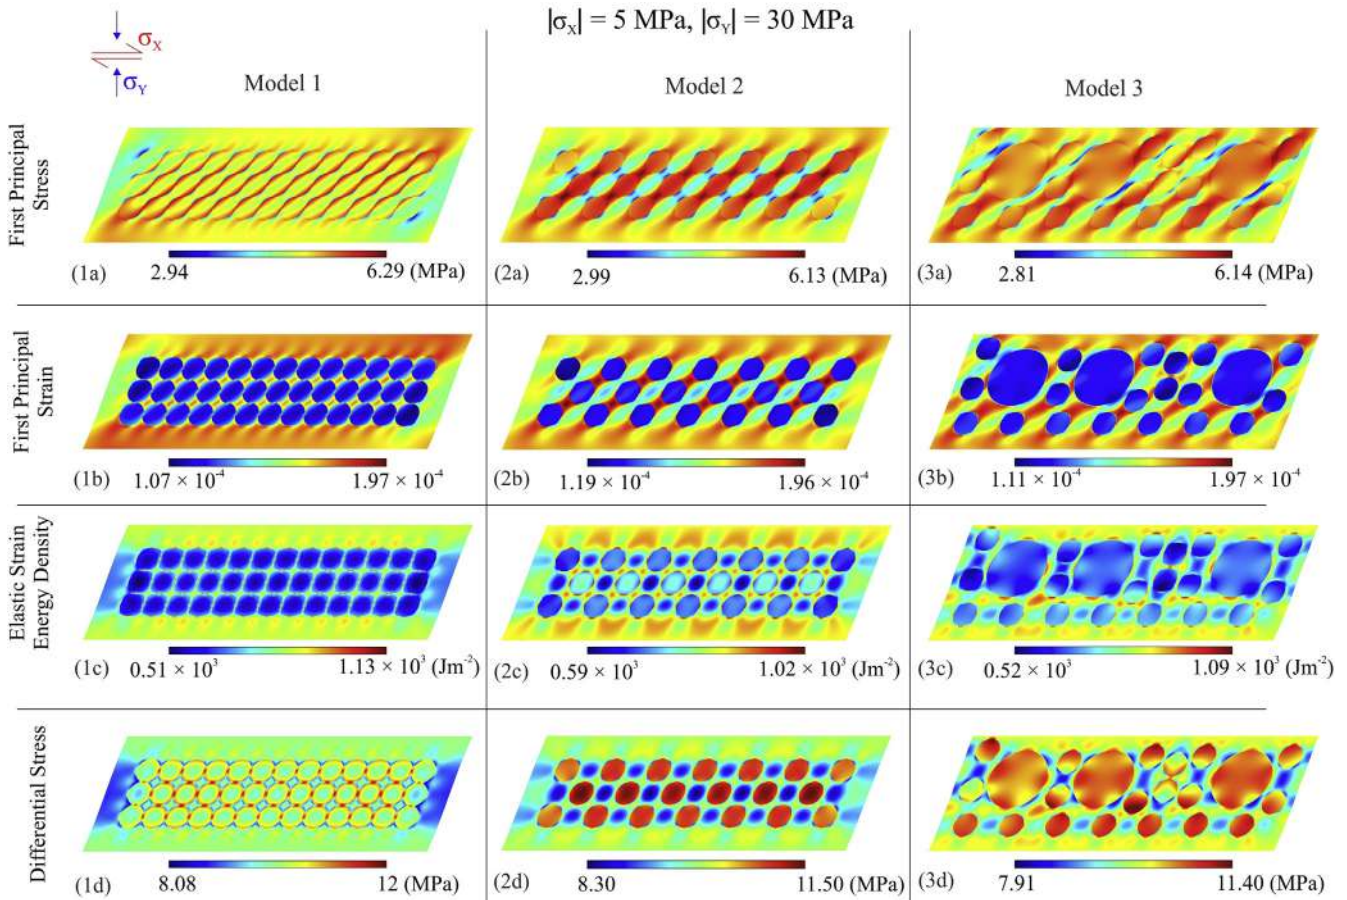 |σX| = 5 MPa, |σY| = 30 MPa
σX
σY
Model 1
Model 2
Model 3
First Principal
Stress
(1a)
2.94
6.29 (MPa)
(2a)
2.99
6.13 (MPa)
(3a)
2.81
6.14 (MPa)
First Principal
Strain
(1b)
1.07 × 10⁻⁴
1.97 × 10⁻⁴
(2b)
1.19 × 10⁻⁴
1.96 × 10⁻⁴
(3b)
1.11 × 10⁻⁴
1.97 × 10⁻⁴
Elastic Strain
Energy Density
(1c)
0.51 × 10³
1.13 × 10³ (Jm⁻²)
(2c)
0.59 × 10³
1.02 × 10³ (Jm⁻²)
(3c)
0.52 × 10³
1.09 × 10³ (Jm⁻²)
Differential Stress
(1d)
8.08
12 (MPa)
(2d)
8.30
11.50 (MPa)
(3d)
7.91
11.40 (MPa)